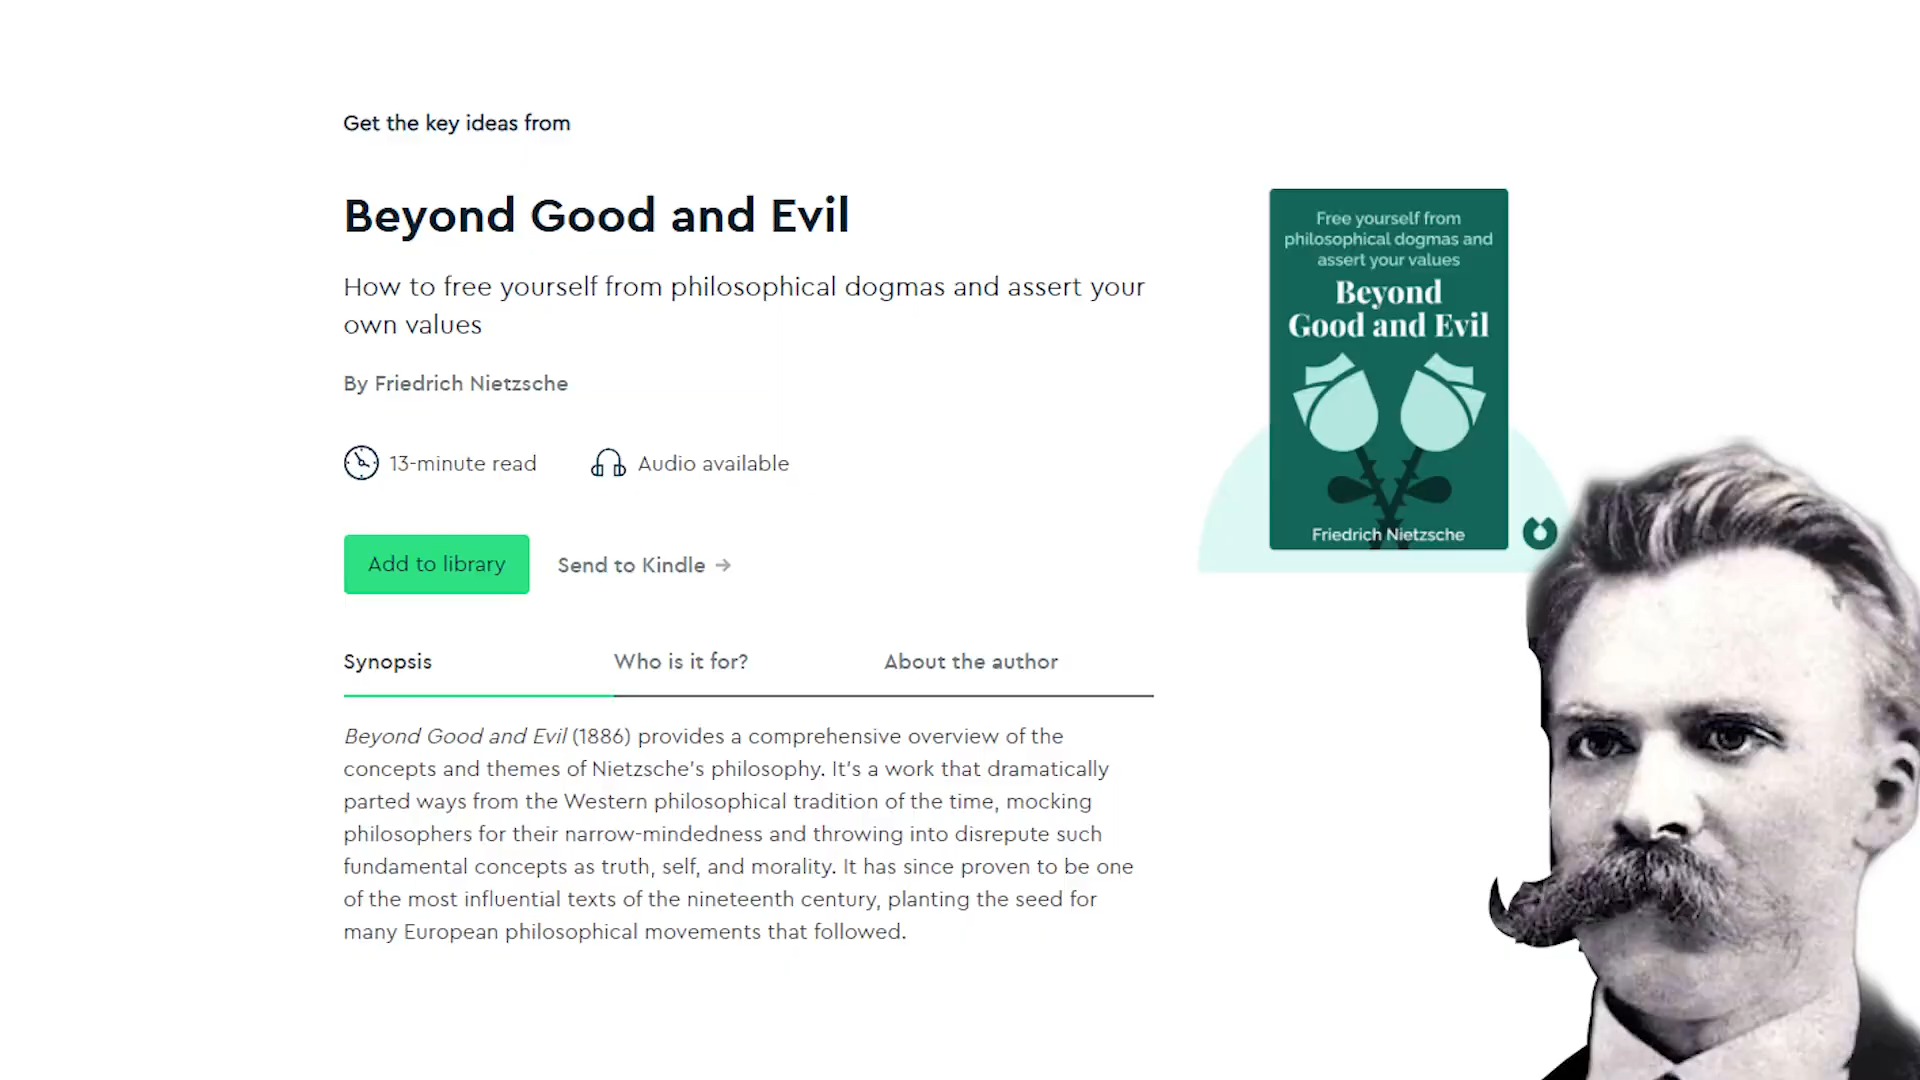 Get the key ideas from
Beyond Good and Evil
How to free yourself from philosophical dogmas and assert your
own values
By Friedrich Nietzsche
13-minute read
Audio available
Add to library
Send to Kindle →
Synopsis
Who is it for?
About the author
Beyond Good and Evil (1886) provides a comprehensive overview of the
concepts and themes of Nietzsche's philosophy. It's a work that dramatically
parted ways from the Western philosophical tradition of the time, mocking
philosophers for their narrow-mindedness and throwing into disrepute such
fundamental concepts as truth, self, and morality. It has since proven to be one
of the most influential texts of the nineteenth century, planting the seed for
many European philosophical movements that followed.
Free yourself from
philosophical dogmas and
assert your values
Beyond
Good and Evil
Friedrich Nietzsche